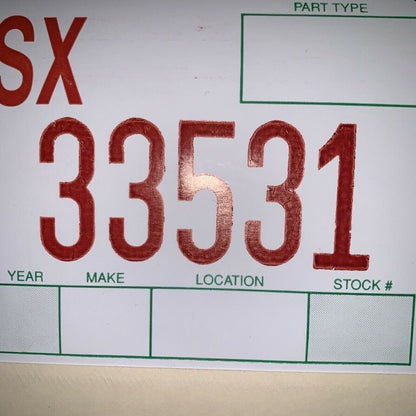 PART TYPE
SX
33531
YEAR MAKE LOCATION STOCK #